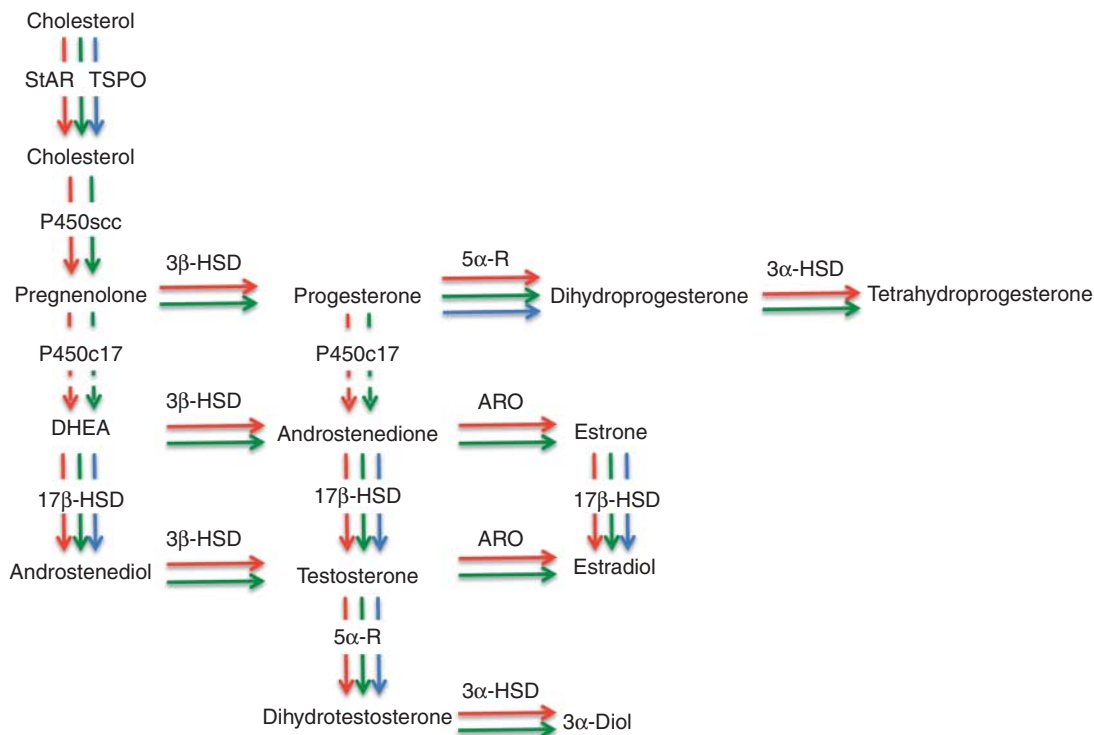 Cholesterol
StAR TSPO
Cholesterol
P450scc
3β-HSD 5α-R 3α-HSD
Pregnenolone Progesterone Dihydroprogesterone Tetrahydroprogesterone
P450c17 P450c17
3β-HSD ARO
DHEA Androstenedione Estrone
17β-HSD 17β-HSD 17β-HSD
3β-HSD ARO
Androstenediol Testosterone Estradiol
5α-R
3α-HSD
Dihydrotestosterone 3α-Diol